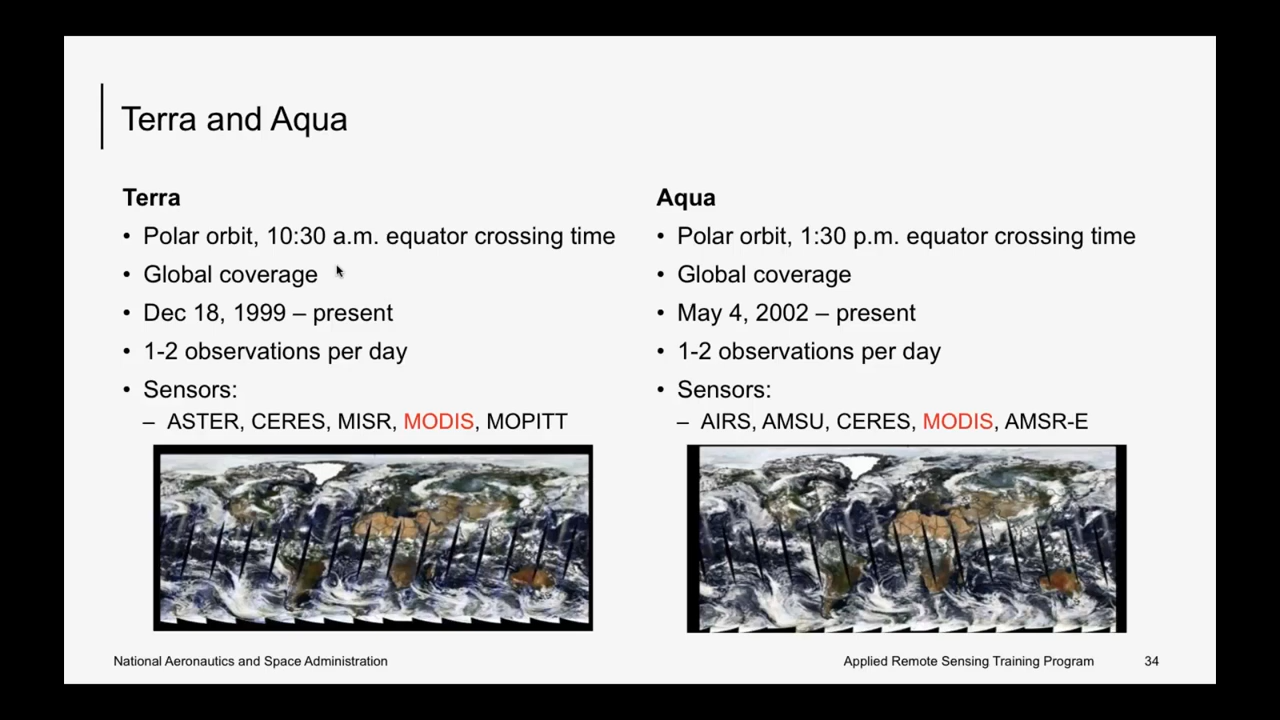 Terra and Aqua
Terra
• Polar orbit, 10:30 a.m. equator crossing time
• Global coverage
• Dec 18, 1999 – present
• 1-2 observations per day
• Sensors:
– ASTER, CERES, MISR, MODIS, MOPITT
Aqua
• Polar orbit, 1:30 p.m. equator crossing time
• Global coverage
• May 4, 2002 – present
• 1-2 observations per day
• Sensors:
– AIRS, AMSU, CERES, MODIS, AMSR-E
National Aeronautics and Space Administration
Applied Remote Sensing Training Program
34